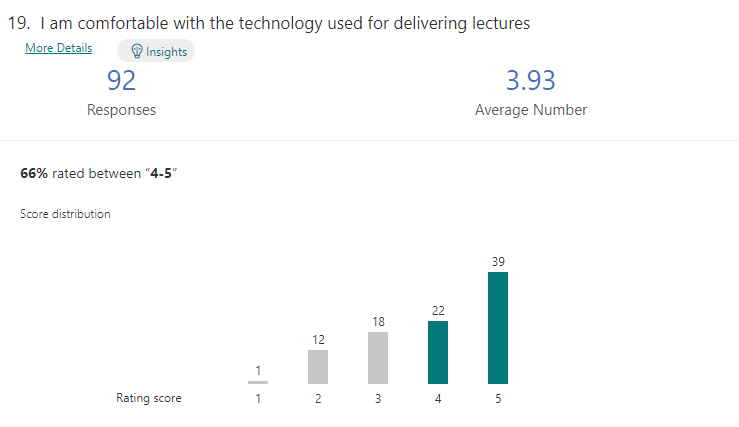 19. I am comfortable with the technology used for delivering lectures
More Details
Insights
92
Responses
3.93
Average Number
66% rated between "4-5"
Score distribution
39
22
18
12
1
Rating score 1 2 3 4 5